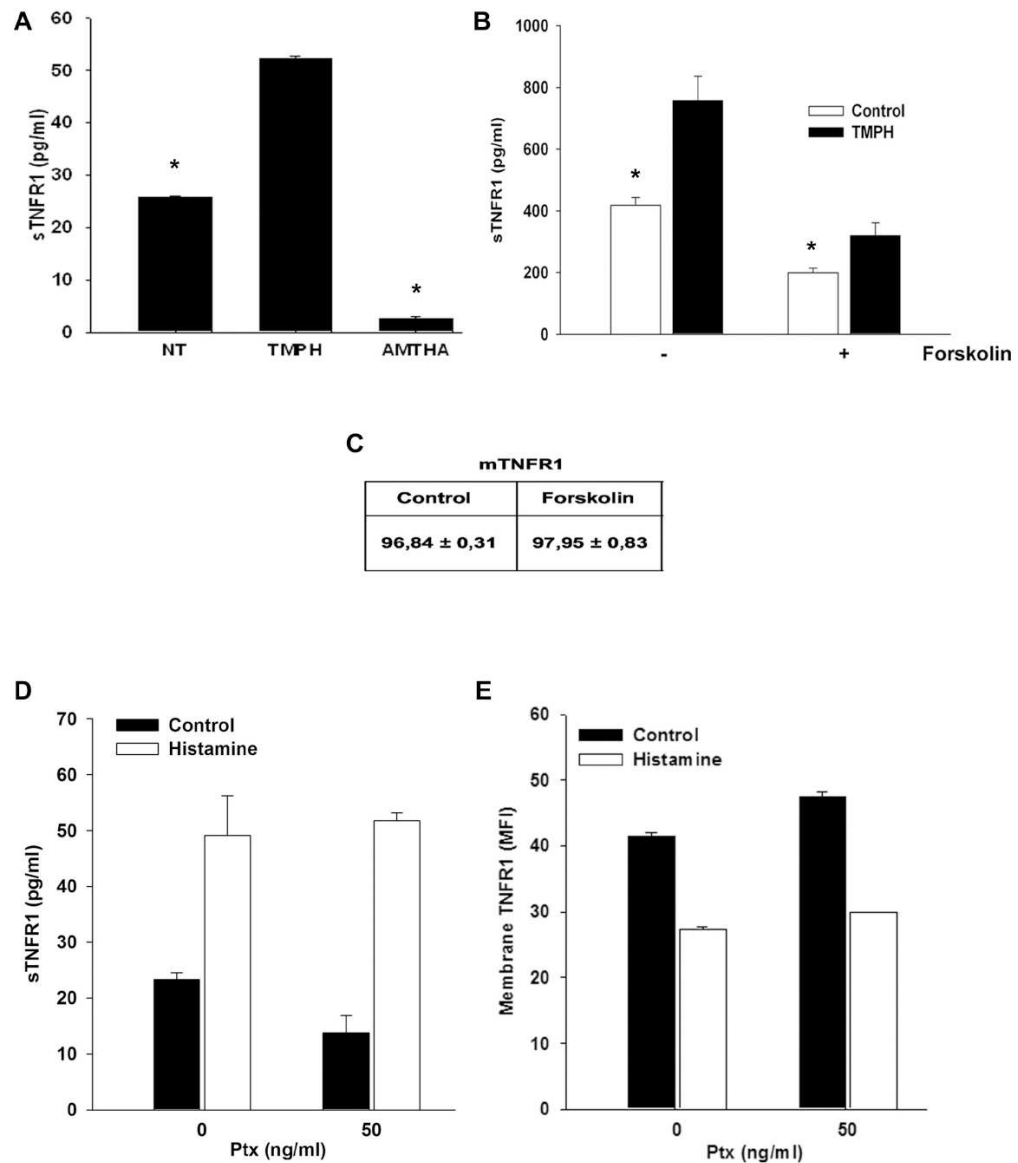 A
sTNFR1 (pg/ml)
60
50
40
30
20
10
0
*
*
NT TMPH AMTHA
B
sTNFR1 (pg/ml)
1000
800
600
400
200
0
Control
TMPH
*
*
- + Forskolin
C
mTNFR1
Control Forskolin
96,84 ± 0,31 97,95 ± 0,83
D
Control
Histamine
sTNFR1 (pg/ml)
70
60
50
40
30
20
10
0
0 50
Ptx (ng/ml)
E
Control
Histamine
Membrane TNFR1 (MFI)
60
50
40
30
20
10
0
0 50
Ptx (ng/ml)